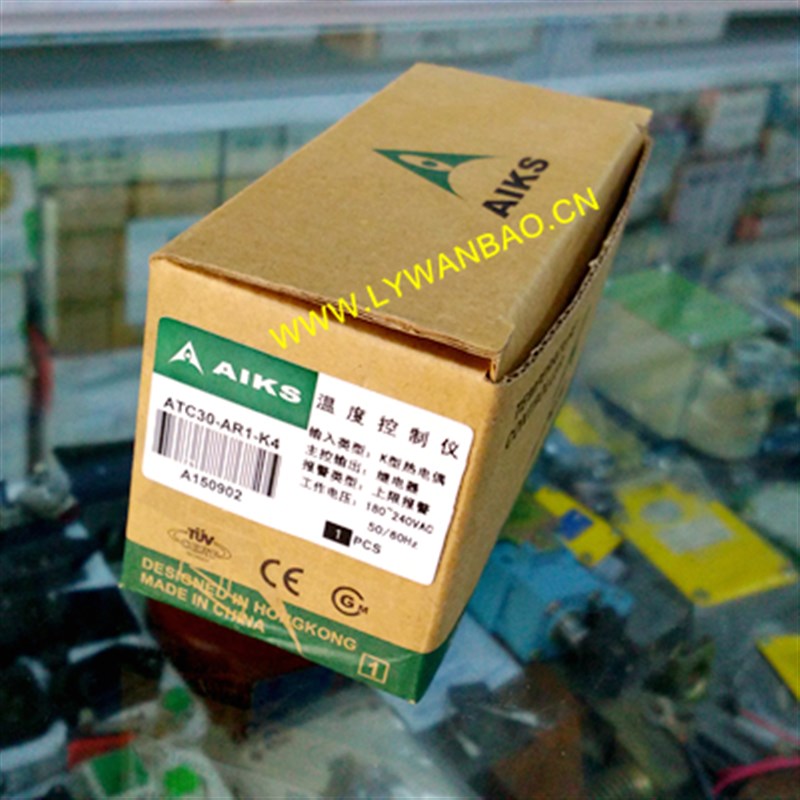 AIKS
WWW.LYWANBAO.CN
AIKS
温度控制仪
ATC30-AR1-K4
A150902
输入类型: K型热电偶
主控输出: 继电器
报警类型: 上限报警
工作电压: 180~240VAC
50/60Hz
1 PCS
TÜV
CE
C G M
DESIGNED IN HONGKONG
MADE IN CHINA
1